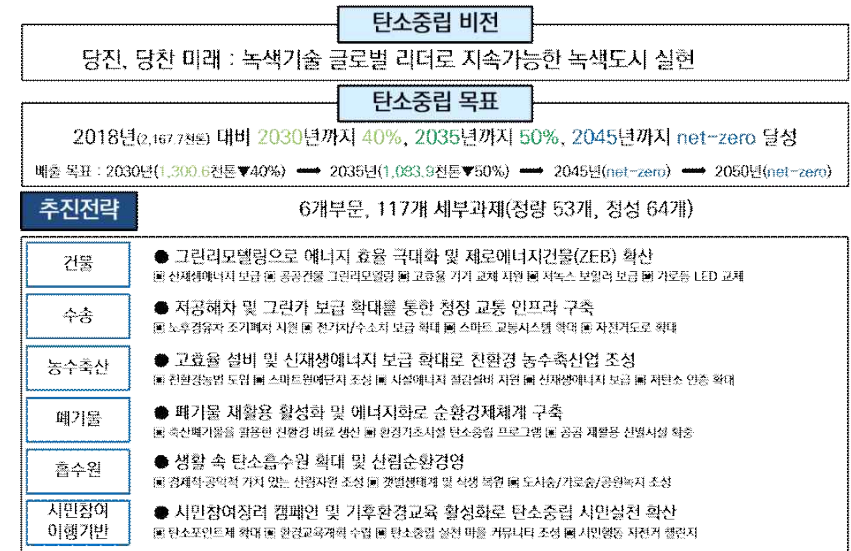 탄소중립 비전
당진, 당찬 미래 : 녹색기술 글로벌 리더로 지속가능한 녹색도시 실현
탄소중립 목표
2018년(2,167.7천톤) 대비 2030년까지 40%, 2035년까지 50%, 2045년까지 net-zero 달성
배출 목표 : 2030년(1,300.6천톤▼40%) ➡ 2035년(1,083.9천톤▼50%) ➡ 2045년(net-zero) ➡ 2050년(net-zero)
추진전략
6개부문, 117개 세부과제(정량 53개, 정성 64개)
건물
● 그린리모델링으로 에너지 효율 극대화 및 제로에너지건물(ZEB) 확산
▣ 신재생에너지 보급 ▣ 공공건물 그린리모델링 ▣ 고효율 기기 교체 지원 ▣ 저녹스 보일러 보급 ▣ 가로등 LED 교체
수송
● 저공해차 및 그린카 보급 확대를 통한 청정 교통 인프라 구축
▣ 노후경유차 조기폐차 지원 ▣ 전기차/수소차 보급 확대 ▣ 스마트 교통시스템 확대 ▣ 자전거도로 확대
농수축산
● 고효율 설비 및 신재생에너지 보급 확대로 친환경 농수축산업 조성
▣ 친환경농법 도입 ▣ 스마트원예단지 조성 ▣ 시설에너지 절감설비 지원 ▣ 신재생에너지 보급 ▣ 저탄소 인증 확대
폐기물
● 폐기물 재활용 활성화 및 에너지화로 순환경제체계 구축
▣ 축산폐기물을 활용한 친환경 비료 생산 ▣ 환경기초시설 탄소중립 프로그램 ▣ 공공 재활용 선별시설 확충
흡수원
● 생활 속 탄소흡수원 확대 및 산림순환경영
▣ 경제적·공익적 가치 있는 산림자원 조성 ▣ 갯벌생태계 및 식생 복원 ▣ 도시숲/가로숲/공원녹지 조성
시민참여
이행기반
● 시민참여장려 캠페인 및 기후환경교육 활성화로 탄소중립 시민실천 확산
▣ 탄소포인트제 확대 ▣ 환경교육계획 수립 ▣ 탄소중립 실천 마을 커뮤니티 조성 ▣ 시민행동 자전거 챌린지